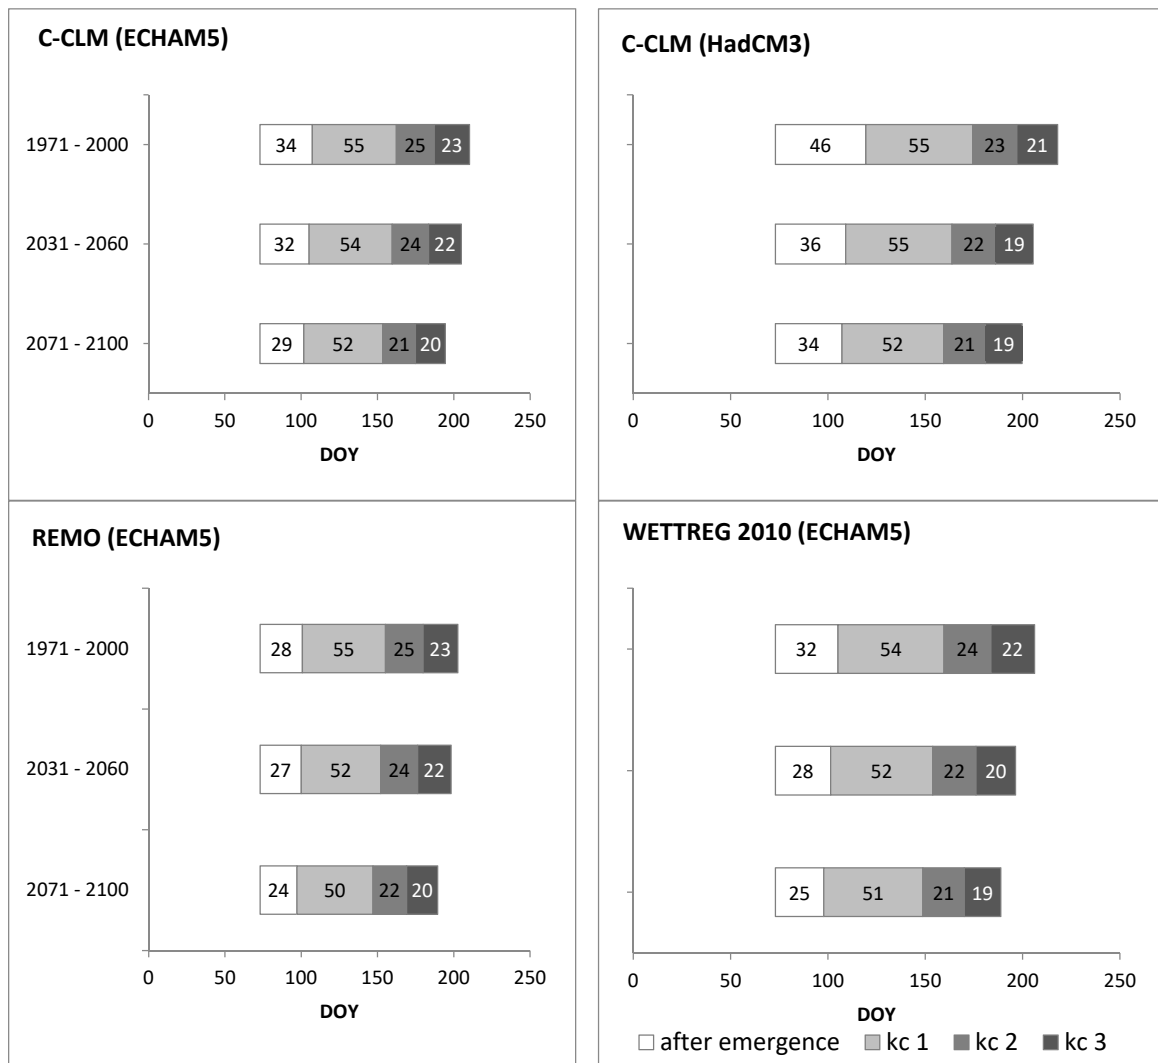 C-CLM (ECHAM5)
1971 - 2000
34 55 25 23
2031 - 2060
32 54 24 22
2071 - 2100
29 52 21 20
0 50 100 150 200 250
DOY
C-CLM (HadCM3)
46 55 23 21
36 55 22 19
34 52 21 19
0 50 100 150 200 250
DOY
REMO (ECHAM5)
1971 - 2000
28 55 25 23
2031 - 2060
27 52 24 22
2071 - 2100
24 50 22 20
0 50 100 150 200 250
DOY
WETTREG 2010 (ECHAM5)
32 54 24 22
28 52 22 20
25 51 21 19
0 50 100 150 200 250
DOY
after emergence kc 1 kc 2 kc 3